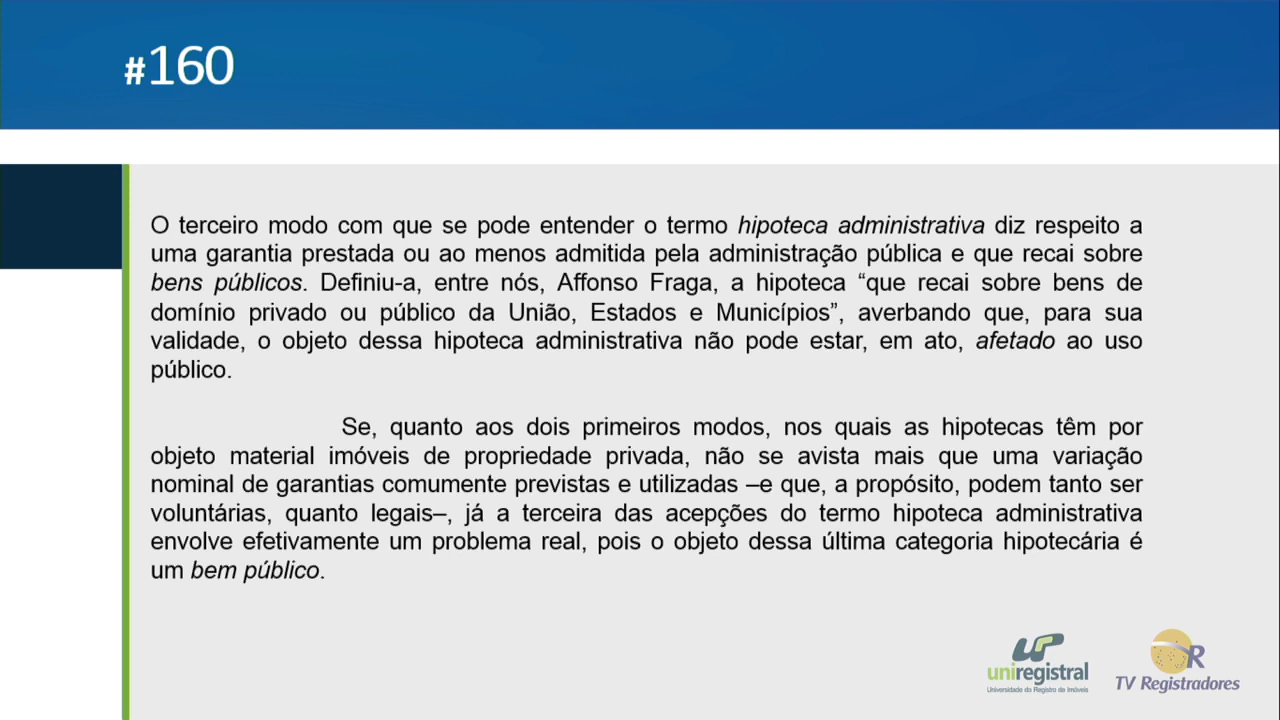 #160
O terceiro modo com que se pode entender o termo hipoteca administrativa diz respeito a
uma garantia prestada ou ao menos admitida pela administração pública e que recai sobre
bens públicos. Definiu-a, entre nós, Affonso Fraga, a hipoteca “que recai sobre bens de
domínio privado ou público da União, Estados e Municípios”, averbando que, para sua
validade, o objeto dessa hipoteca administrativa não pode estar, em ato, afetado ao uso
público.
Se, quanto aos dois primeiros modos, nos quais as hipotecas têm por
objeto material imóveis de propriedade privada, não se avista mais que uma variação
nominal de garantias comumente previstas e utilizadas –e que, a propósito, podem tanto ser
voluntárias, quanto legais–, já a terceira das acepções do termo hipoteca administrativa
envolve efetivamente um problema real, pois o objeto dessa última categoria hipotecária é
um bem público.
uniregistral
Universidade do Registro de Imóveis
R
TV Registradores